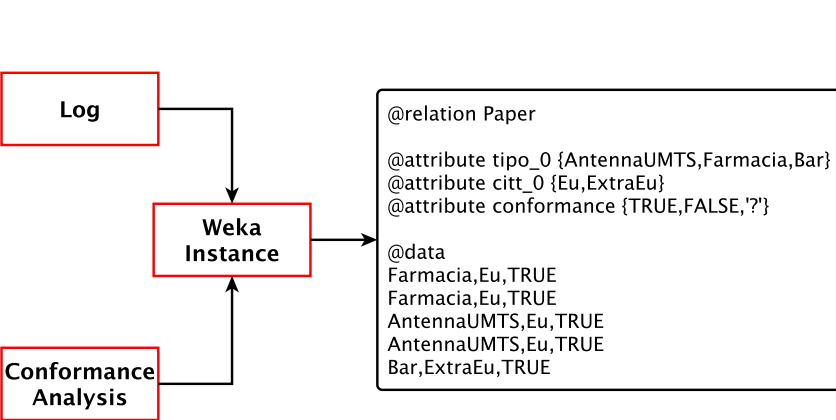 Log
Weka
Instance
Conformance
Analysis
@relation Paper
@attribute tipo_0 {AntennaUMTS,Farmacia,Bar}
@attribute citt_0 {Eu,ExtraEu}
@attribute conformance {TRUE,FALSE,'?'}
@data
Farmacia,Eu,TRUE
Farmacia,Eu,TRUE
AntennaUMTS,Eu,TRUE
AntennaUMTS,Eu,TRUE
Bar,ExtraEu,TRUE